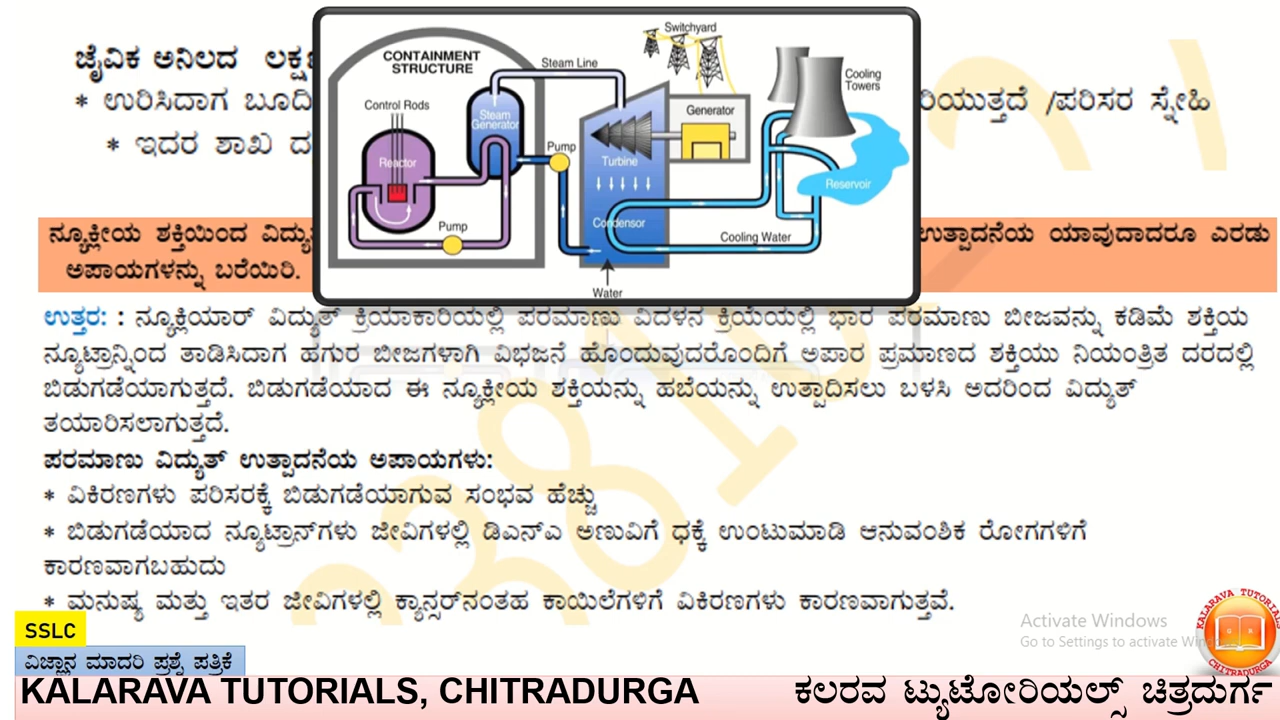 ಜೈವಿಕ ಅನಿಲದ
* ಉರಿಸಿದಾಗ /ಪರಿಸರ ಸ್ನೇಹಿ
* ಇದರ ಶಾಖ
CONTAINMENT
STRUCTURE
Control Rods
Reactor
Steam
Generator
Steam Line
Pump
Pump
Switchyard
Generator
Turbine
Condensor
Cooling
Towers
Reservoir
Cooling Water
Water
ನ್ಯೂಕ್ಲೀಯ ಶಕ್ತಿಯಿಂದ ಉತ್ಪಾದನೆಯ ಯಾವುದಾದರೂ ಎರಡು
ಅಪಾಯಗಳನ್ನು ಬರೆಯಿರಿ.
ಉತ್ತರ: : ನ್ಯೂಕ್ಲಿಯಾರ್ ವಿದ್ಯುತ್ ಕ್ರಿಯಾಕಾರಿಯಲ್ಲಿ ಪರಮಾಣು ವಿದಳನ ಕ್ರಿಯೆಯಲ್ಲಿ ಭಾರ ಪರಮಾಣು ಬೀಜವನ್ನು ಕಡಿಮೆ ಶಕ್ತಿಯ
ನ್ಯೂಟ್ರಾನ್ನಿಂದ ತಾಡಿಸಿದಾಗ ಹಗುರ ಬೀಜಗಳಾಗಿ ವಿಭಜನೆ ಹೊಂದುವುದರೊಂದಿಗೆ ಅಪಾರ ಪ್ರಮಾಣದ ಶಕ್ತಿಯು ನಿಯಂತ್ರಿತ ದರದಲ್ಲಿ
ಬಿಡುಗಡೆಯಾಗುತ್ತದೆ. ಬಿಡುಗಡೆಯಾದ ಈ ನ್ಯೂಕ್ಲೀಯ ಶಕ್ತಿಯನ್ನು ಹಬೆಯನ್ನು ಉತ್ಪಾದಿಸಲು ಬಳಸಿ ಅದರಿಂದ ವಿದ್ಯುತ್
ತಯಾರಿಸಲಾಗುತ್ತದೆ.
ಪರಮಾಣು ವಿದ್ಯುತ್ ಉತ್ಪಾದನೆಯ ಅಪಾಯಗಳು:
* ವಿಕಿರಣಗಳು ಪರಿಸರಕ್ಕೆ ಬಿಡುಗಡೆಯಾಗುವ ಸಂಭವ ಹೆಚ್ಚು
* ಬಿಡುಗಡೆಯಾದ ನ್ಯೂಟ್ರಾನ್‌ಗಳು ಜೀವಿಗಳಲ್ಲಿ ಡಿಎನ್‌ಎ ಅಣುವಿಗೆ ಧಕ್ಕೆ ಉಂಟುಮಾಡಿ ಆನುವಂಶಿಕ ರೋಗಗಳಿಗೆ
ಕಾರಣವಾಗಬಹುದು
* ಮನುಷ್ಯ ಮತ್ತು ಇತರ ಜೀವಿಗಳಲ್ಲಿ ಕ್ಯಾನ್ಸರ್‌ನಂತಹ ಕಾಯಿಲೆಗಳಿಗೆ ವಿಕಿರಣಗಳು ಕಾರಣವಾಗುತ್ತವೆ.
Activate Windows
Go to Settings to activate
KALARAVA TUTORIALS
CHITRADURGA
SSLC
ವಿಜ್ಞಾನ ಮಾದರಿ ಪ್ರಶ್ನೆ ಪತ್ರಿಕೆ
KALARAVA TUTORIALS, CHITRADURGA ಕಲರವ ಟ್ಯುಟೋರಿಯಲ್ಸ್ ಚಿತ್ರದುರ್ಗ